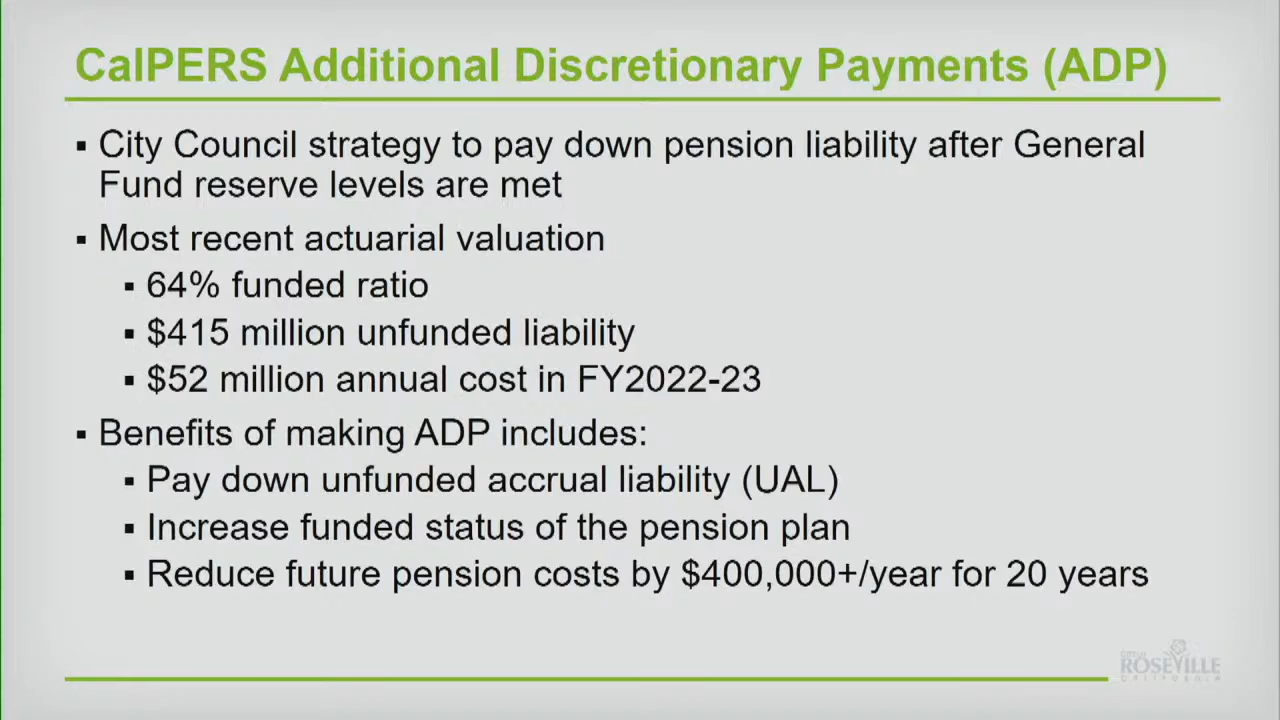 CalPERS Additional Discretionary Payments (ADP)
▪ City Council strategy to pay down pension liability after General
Fund reserve levels are met
▪ Most recent actuarial valuation
▪ 64% funded ratio
▪ $415 million unfunded liability
▪ $52 million annual cost in FY2022-23
▪ Benefits of making ADP includes:
▪ Pay down unfunded accrual liability (UAL)
▪ Increase funded status of the pension plan
▪ Reduce future pension costs by $400,000+/year for 20 years
CITY OF
ROSEVILLE
CALIFORNIA